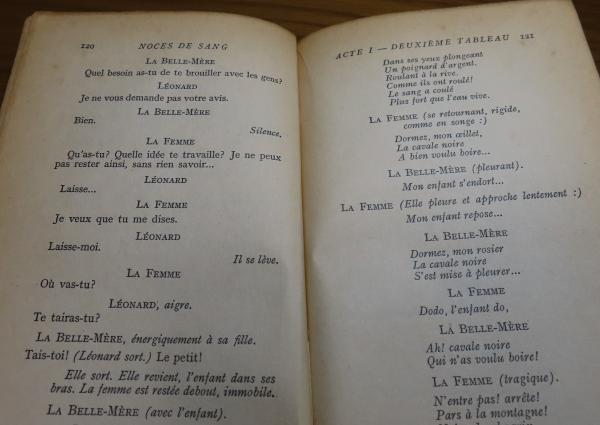 120 NOCES DE SANG
LA BELLE-MÈRE
Quel besoin as-tu de te brouiller avec les gens?
LÉONARD
Je ne vous demande pas votre avis.
LA BELLE-MÈRE
Bien.
Silence.
LA FEMME
Qu'as-tu? Quelle idée te travaille? Je ne peux
pas rester ainsi, sans rien savoir...
LÉONARD
Laisse...
LA FEMME
Je veux que tu me dises.
LÉONARD
Laisse-moi.
Il se lève.
LA FEMME
Où vas-tu?
LÉONARD, aigre.
Te tairas-tu?
LA BELLE-MÈRE, énergiquement à sa fille.
Tais-toi! (Léonard sort.) Le petit!
Elle sort. Elle revient, l'enfant dans ses
bras. La femme est restée debout, immobile.
LA BELLE-MÈRE (avec l'enfant).
ACTE I — DEUXIÈME TABLEAU 121
Dans ses yeux plongeant
Un poignard d'argent.
Roulant à la rive.
Comme ils ont roulé!
Le sang a coulé
Plus fort que l'eau vive.
LA FEMME (se retournant, rigide,
comme en songe :)
Dormez, mon œillet,
La cavale noire
A bien voulu boire...
LA BELLE-MÈRE (pleurant).
Mon enfant s'endort...
LA FEMME (Elle pleure et approche lentement :)
Mon enfant repose...
LA BELLE-MÈRE
Dormez, mon rosier
La cavale noire
S'est mise à pleurer...
LA FEMME
Dodo, l'enfant do,
LA BELLE-MÈRE
Ah! cavale noire
Qui n'as voulu boire!
LA FEMME (tragique).
N'entre pas! arrête!
Pars à la montagne!